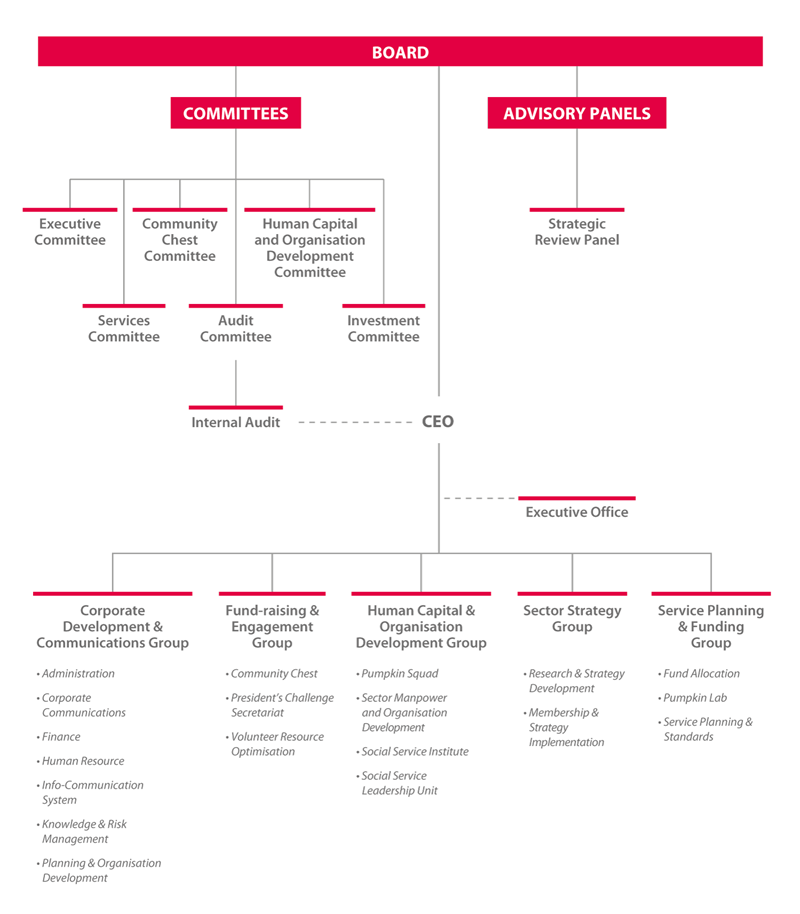 BOARD
COMMITTEES
ADVISORY PANELS
Executive
Committee
Community
Chest
Committee
Human Capital
and Organisation
Development
Committee
Strategic
Review Panel
Services
Committee
Audit
Committee
Investment
Committee
Internal Audit
CEO
Executive Office
Corporate
Development &
Communications Group
• Administration
• Corporate
Communications
• Finance
• Human Resource
• Info-Communication
System
• Knowledge & Risk
Management
• Planning & Organisation
Development
Fund-raising &
Engagement
Group
• Community Chest
• President's Challenge
Secretariat
• Volunteer Resource
Optimisation
Human Capital &
Organisation
Development Group
• Pumpkin Squad
• Sector Manpower
and Organisation
Development
• Social Service Institute
• Social Service
Leadership Unit
Sector Strategy
Group
• Research & Strategy
Development
• Membership &
Strategy
Implementation
Service Planning
& Funding
Group
• Fund Allocation
• Pumpkin Lab
• Service Planning &
Standards